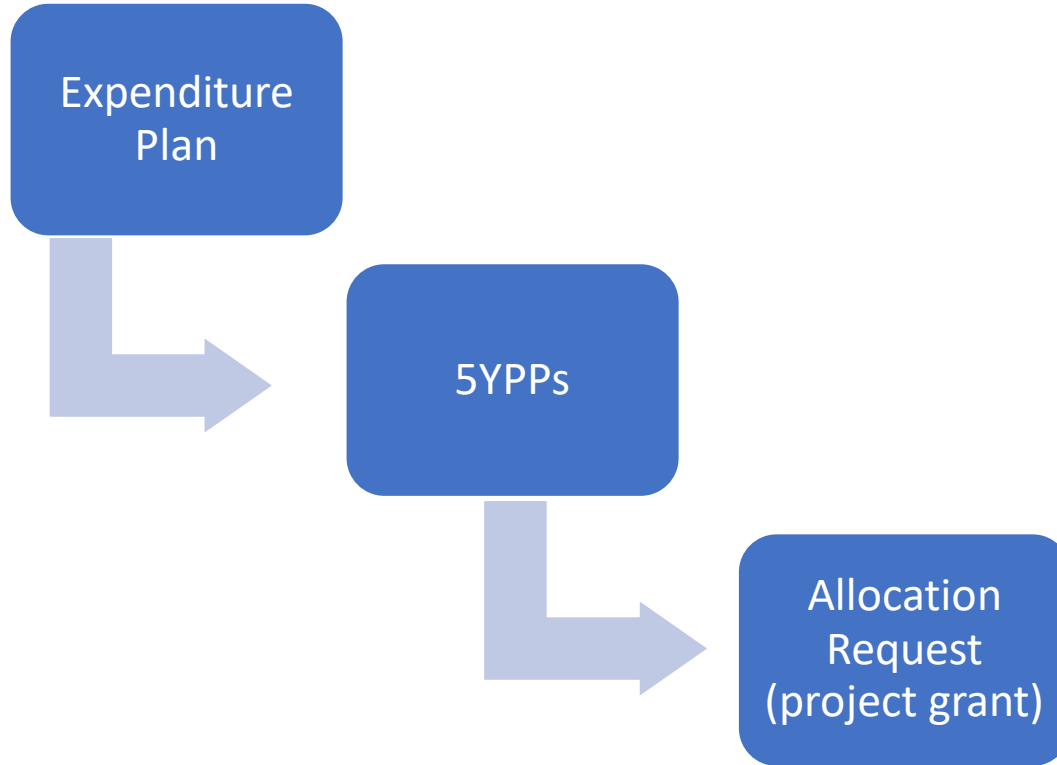 Expenditure
Plan
5YPPs
Allocation
Request
(project grant)